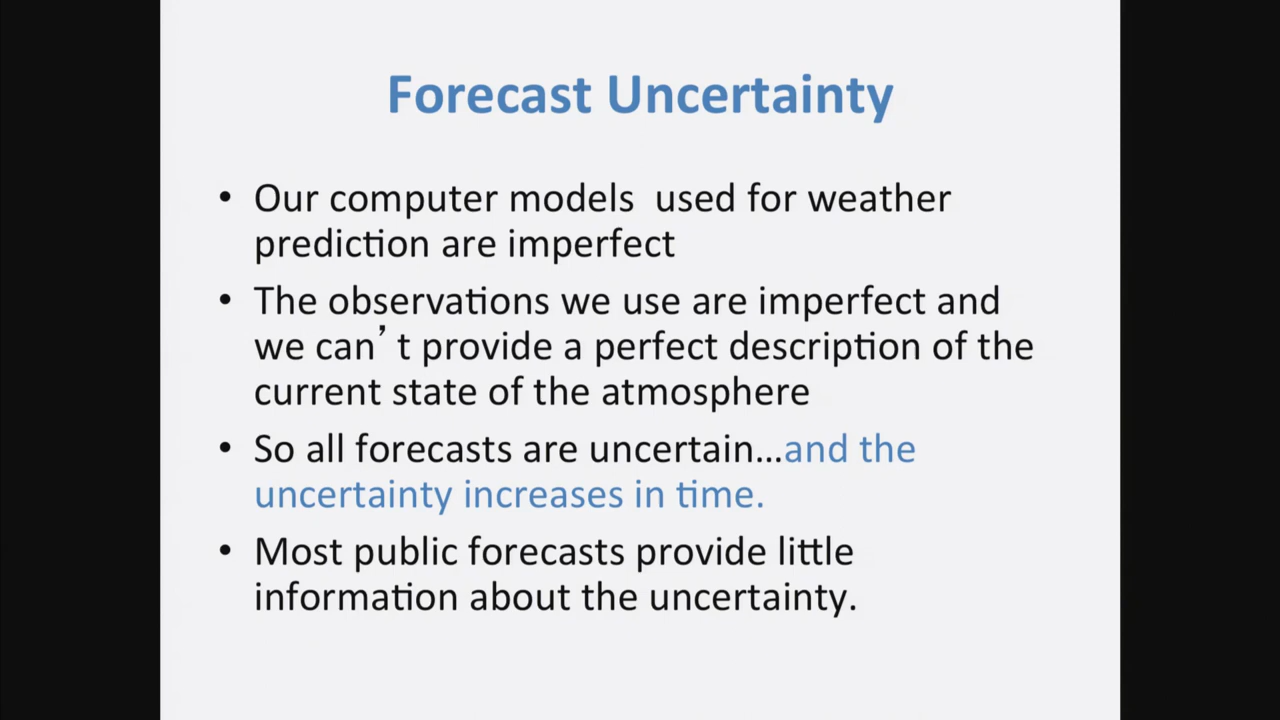 Forecast Uncertainty
• Our computer models  used for weather
prediction are imperfect
• The observations we use are imperfect and
we can’ t provide a perfect description of the
current state of the atmosphere
• So all forecasts are uncertain…and the
uncertainty increases in time.
• Most public forecasts provide little
information about the uncertainty.